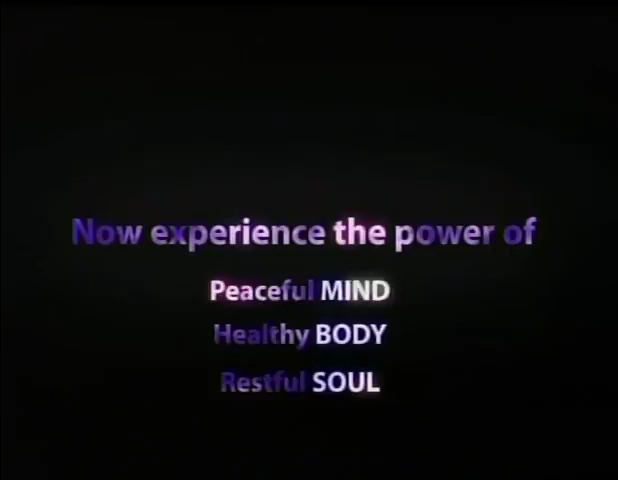 Now experience the power of
Peaceful MIND
Healthy BODY
Restful SOUL